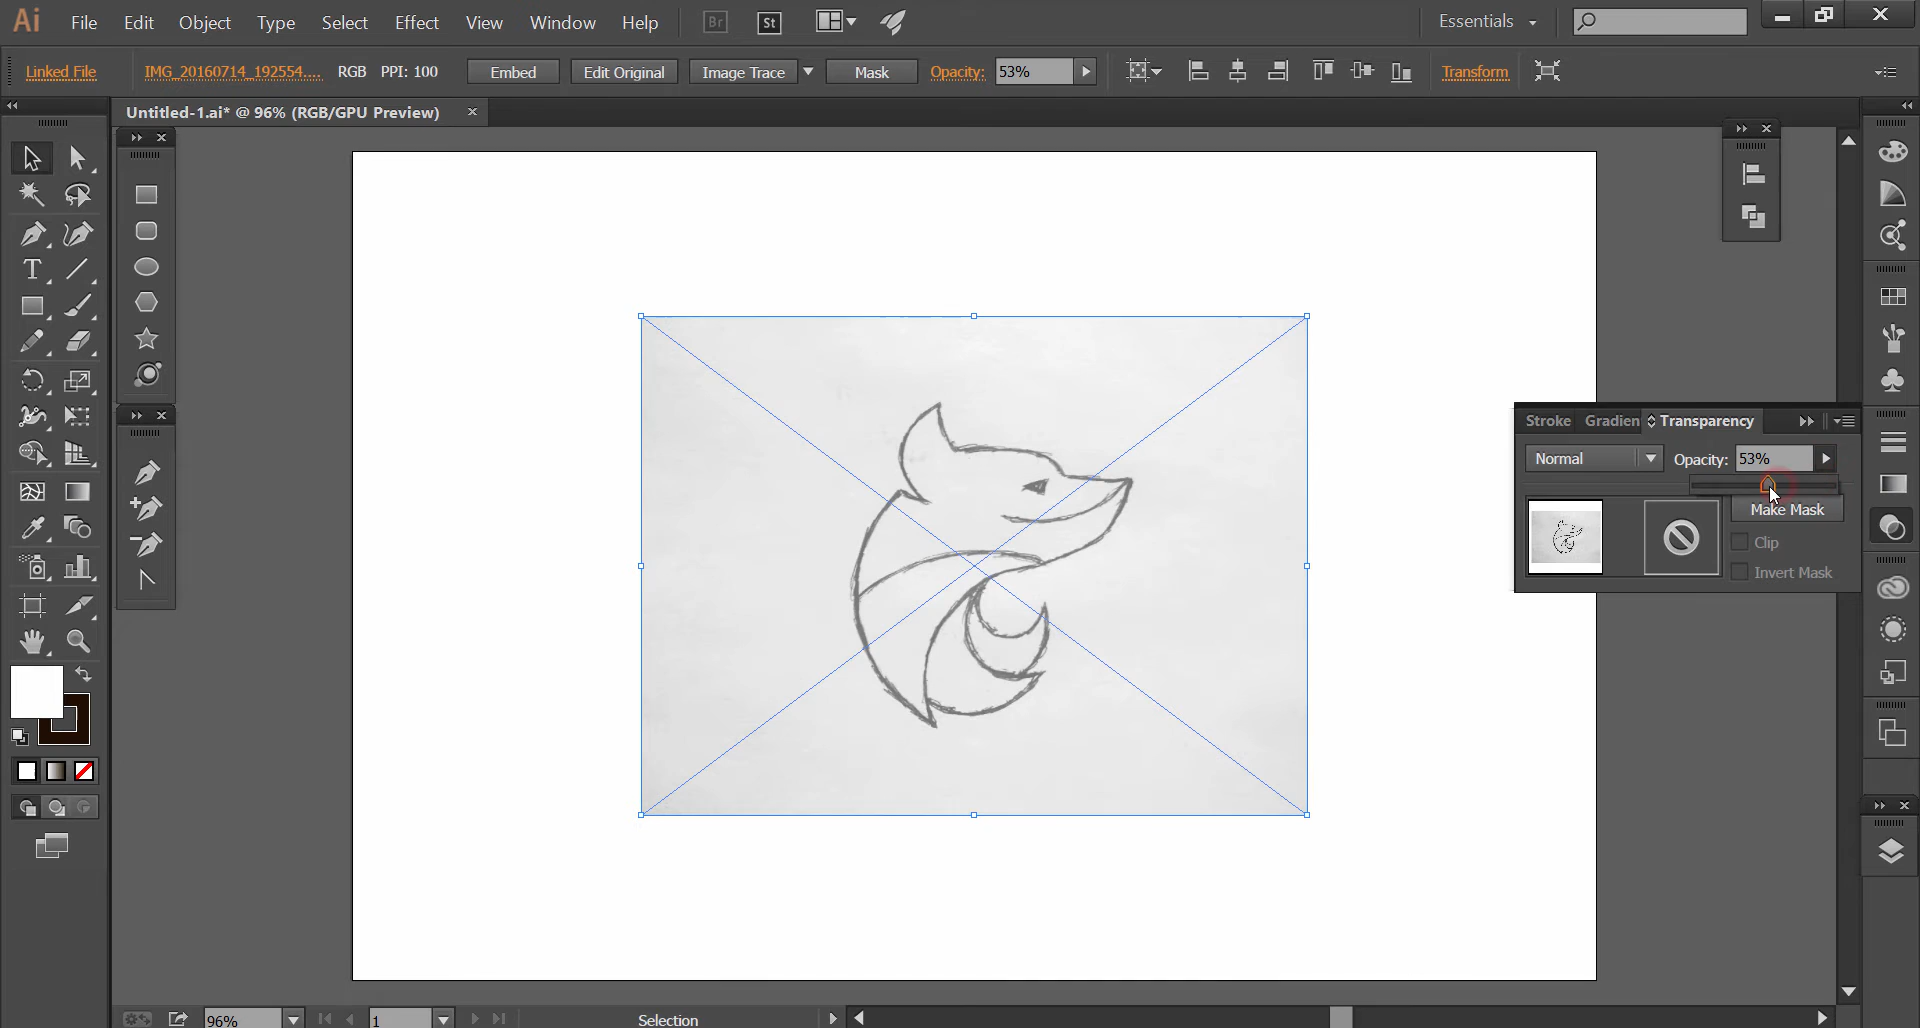 Ai File Edit Object Type Select Effect View Window Help Br St Essentials
Linked File IMG_20160714_192554.... RGB PPI: 100 Embed Edit Original Image Trace Mask Opacity: 53% Transform
Untitled-1.ai* @ 96% (RGB/GPU Preview)
Stroke Gradien Transparency
Normal Opacity: 53%
Make Mask
Clip
Invert Mask
96% 1 Selection